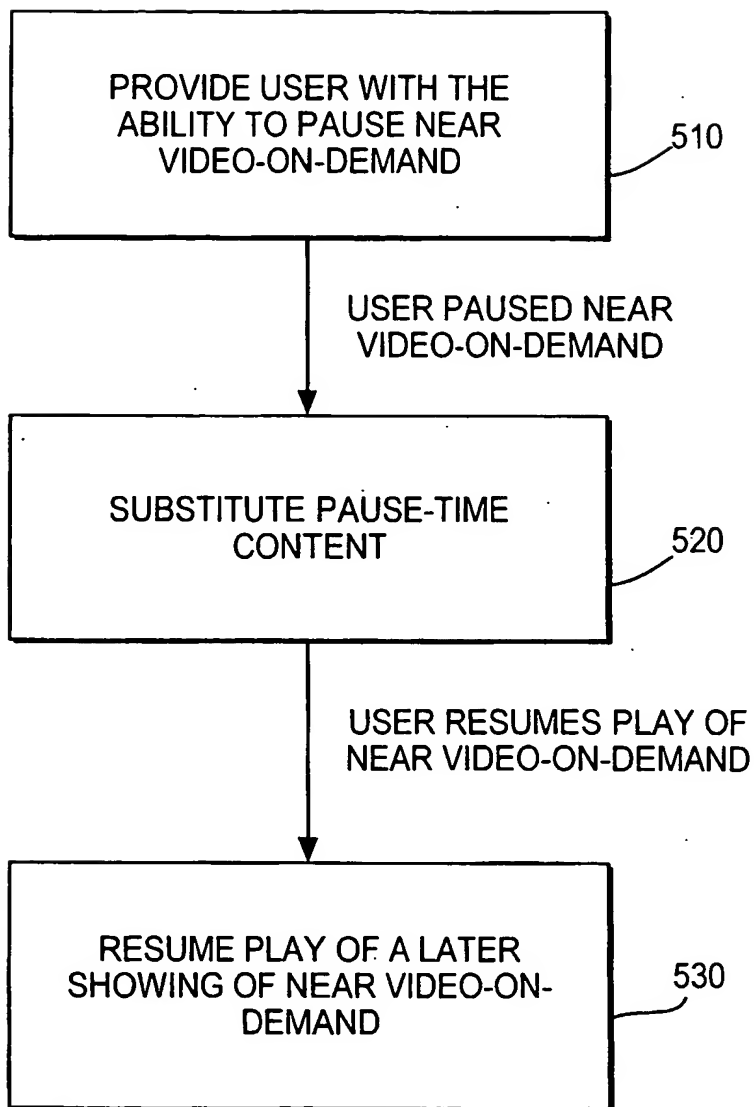 PROVIDE USER WITH THE
ABILITY TO PAUSE NEAR
VIDEO-ON-DEMAND
510
USER PAUSED NEAR
VIDEO-ON-DEMAND
SUBSTITUTE PAUSE-TIME
CONTENT
520
USER RESUMES PLAY OF
NEAR VIDEO-ON-DEMAND
RESUME PLAY OF A LATER
SHOWING OF NEAR VIDEO-ON-
DEMAND
530